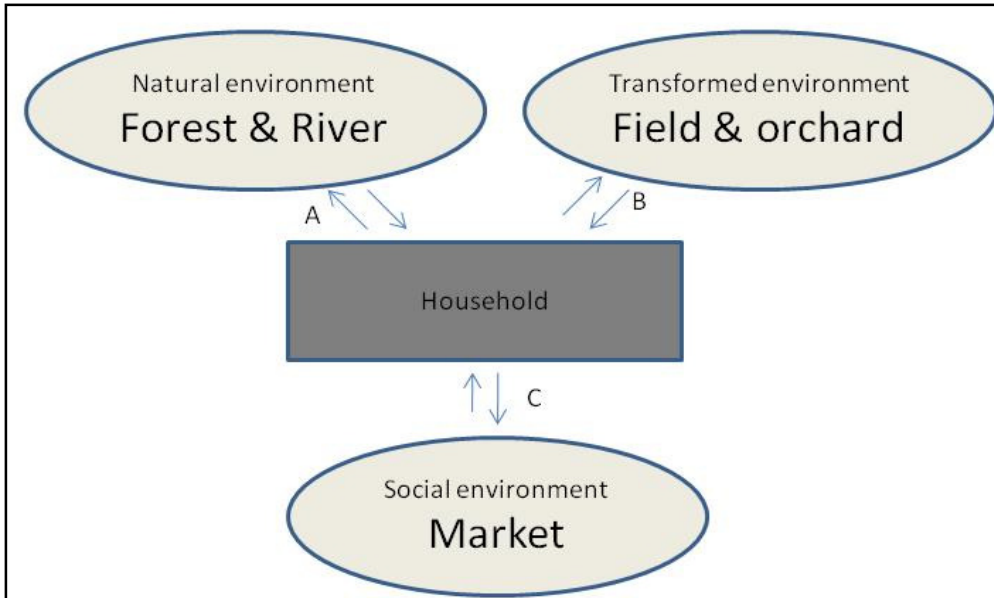 Natural environment
Forest & River
Transformed environment
Field & orchard
A
B
Household
C
Social environment
Market